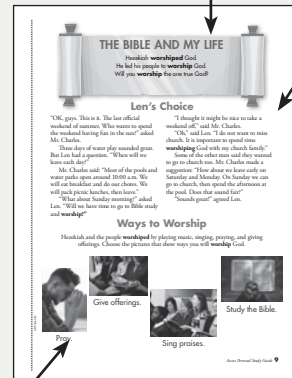 THE BIBLE AND MY LIFE
Hezekiah worshiped God.
He led his people to worship God.
Will you worship the one true God?
Len's Choice
"OK, guys. This is it. The last official
weekend of summer. Who wants to spend
the weekend having fun in the sun?" asked
Mr. Charles.
Three days of water play sounded great.
But Len had a question. "When will we
leave each day?"
Mr. Charles said: "Most of the pools and
water parks open around 10:00 a.m. We
will eat breakfast and do our chores. We
will pack picnic lunches, then leave."
"What about Sunday morning?" asked
Len. "Will we have time to go to Bible study
and worship?"
"I thought it might be nice to take a
weekend off," said Mr. Charles.
"Oh," said Len. "I do not want to miss
church. It is important to spend time
worshiping God with my church family."
Some of the other men said they wanted
to go to church too. Mr. Charles made a
suggestion: "How about we leave early on
Saturday and Monday. On Sunday we can
go to church, then spend the afternoon at
the pool. Does that sound fair?"
"Sounds great!" agreed Len.
Ways to Worship
Hezekiah and the people worshiped by playing music, singing, praying, and giving
offerings. Choose the pictures that show ways you will worship God.
Pray.
Give offerings.
Sing praises.
Study the Bible.
Access Personal Study Guide 9